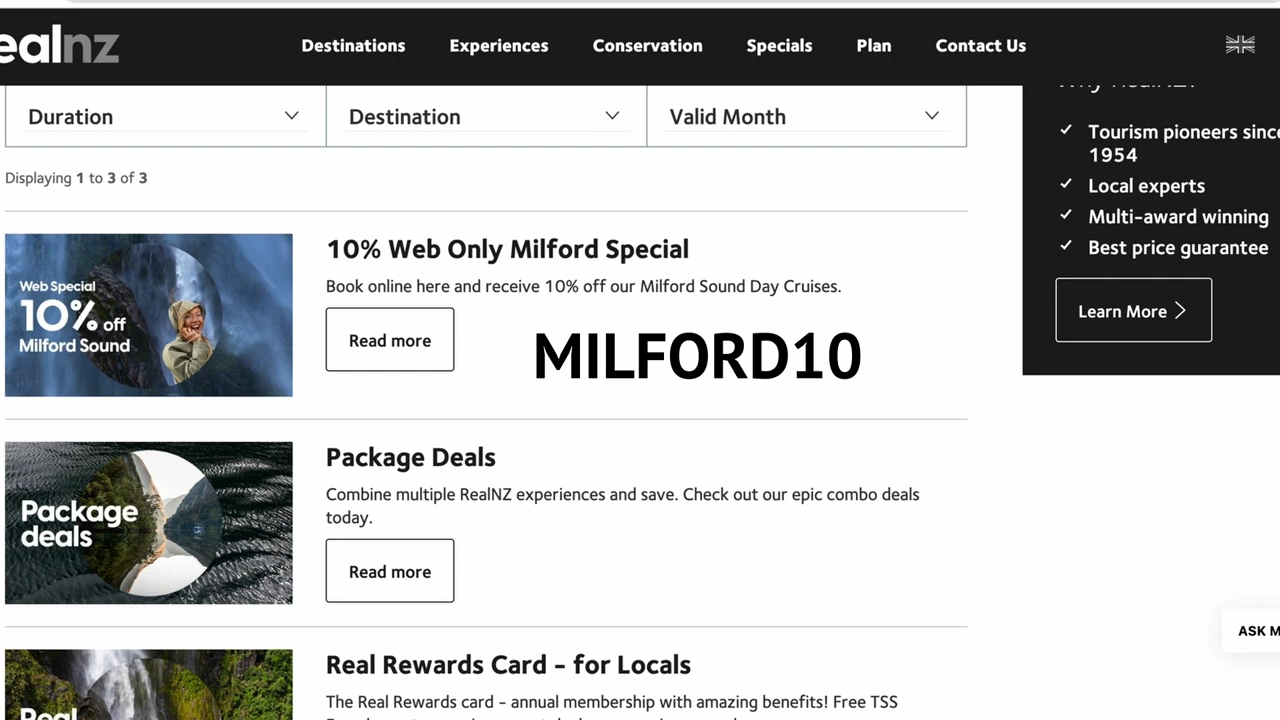 ealnz
Destinations Experiences Conservation Specials Plan Contact Us
Duration Destination Valid Month
Displaying 1 to 3 of 3
Why RealNZ?
Tourism pioneers since
1954
Local experts
Multi-award winning
Best price guarantee
Learn More
Web Special
10% off
Milford Sound
10% Web Only Milford Special
Book online here and receive 10% off our Milford Sound Day Cruises.
Read more
MILFORD10
Package
deals
Package Deals
Combine multiple RealNZ experiences and save. Check out our epic combo deals
today.
Read more
ASK M
Real
Real Rewards Card – for Locals
The Real Rewards card – annual membership with amazing benefits! Free TSS